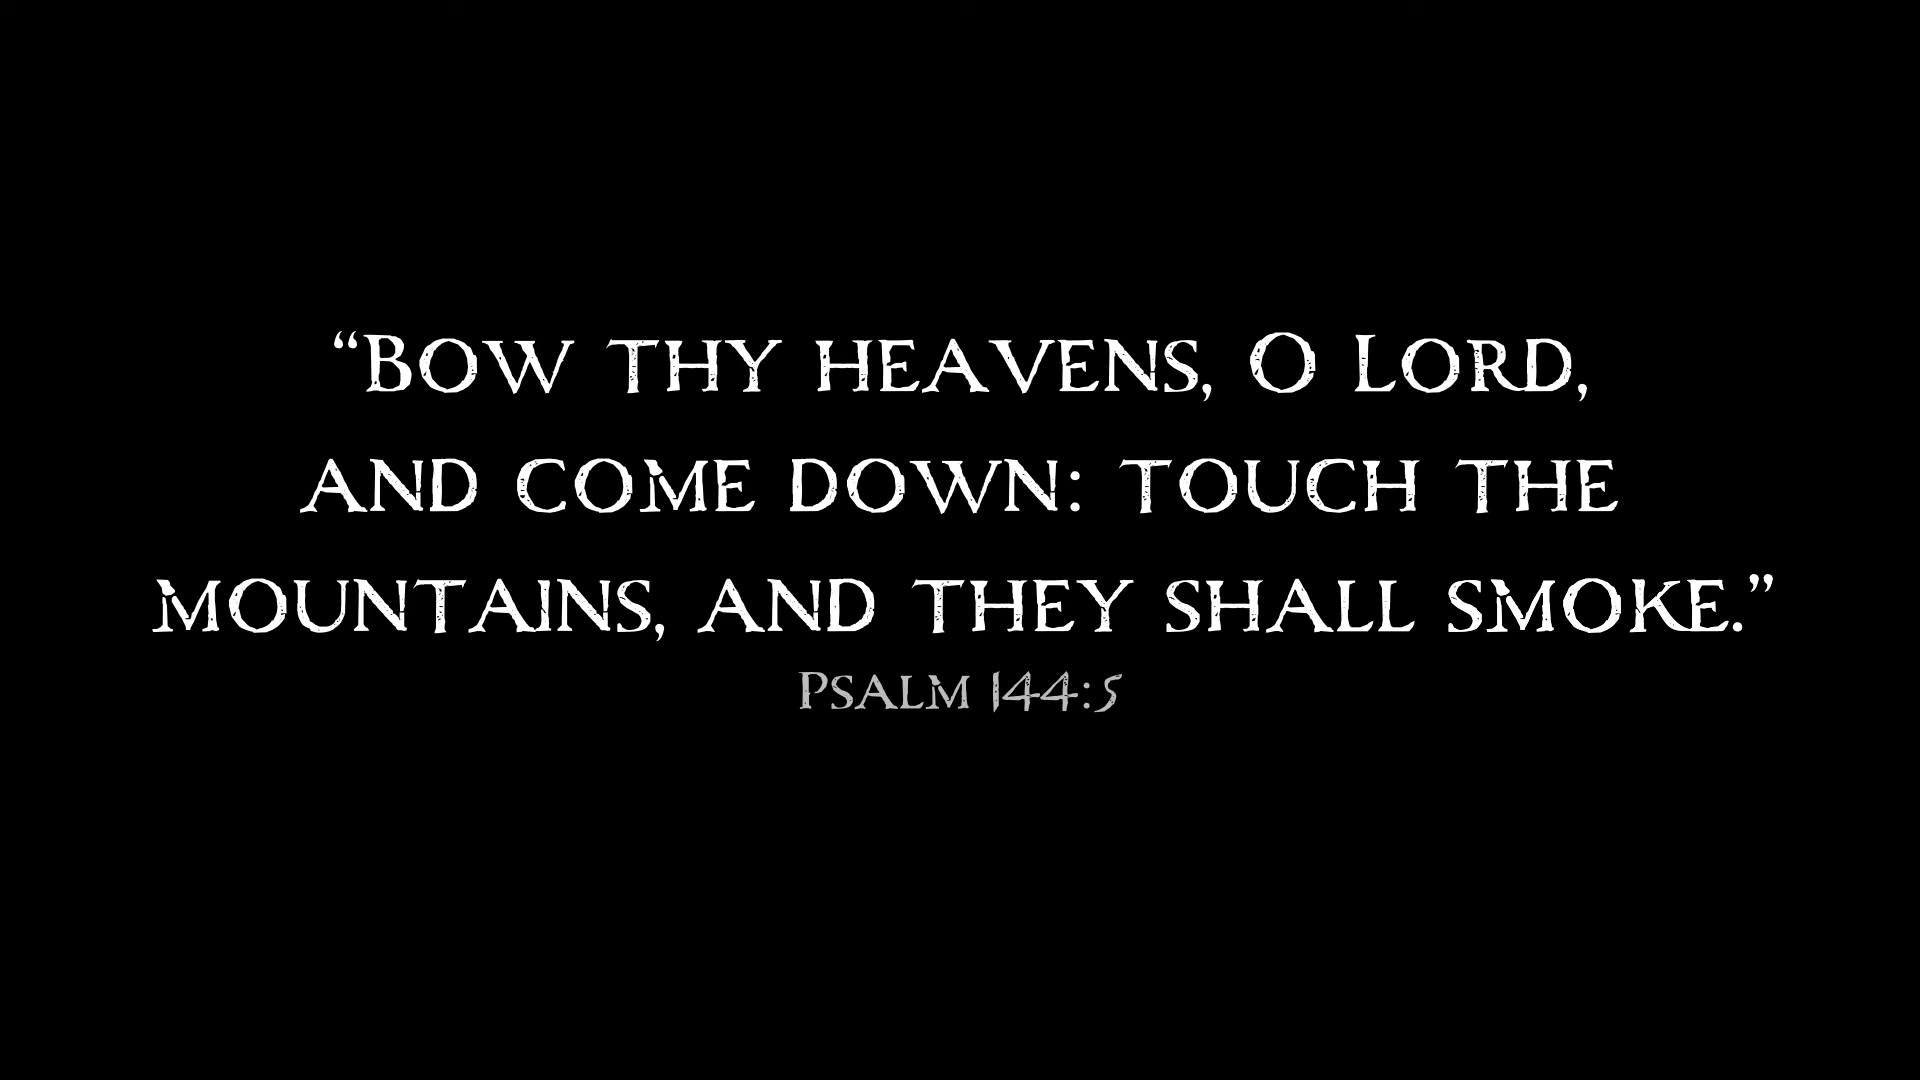 “Bow thy heavens, O Lord,
and come down: touch the
mountains, and they shall smoke.”
Psalm 144:5